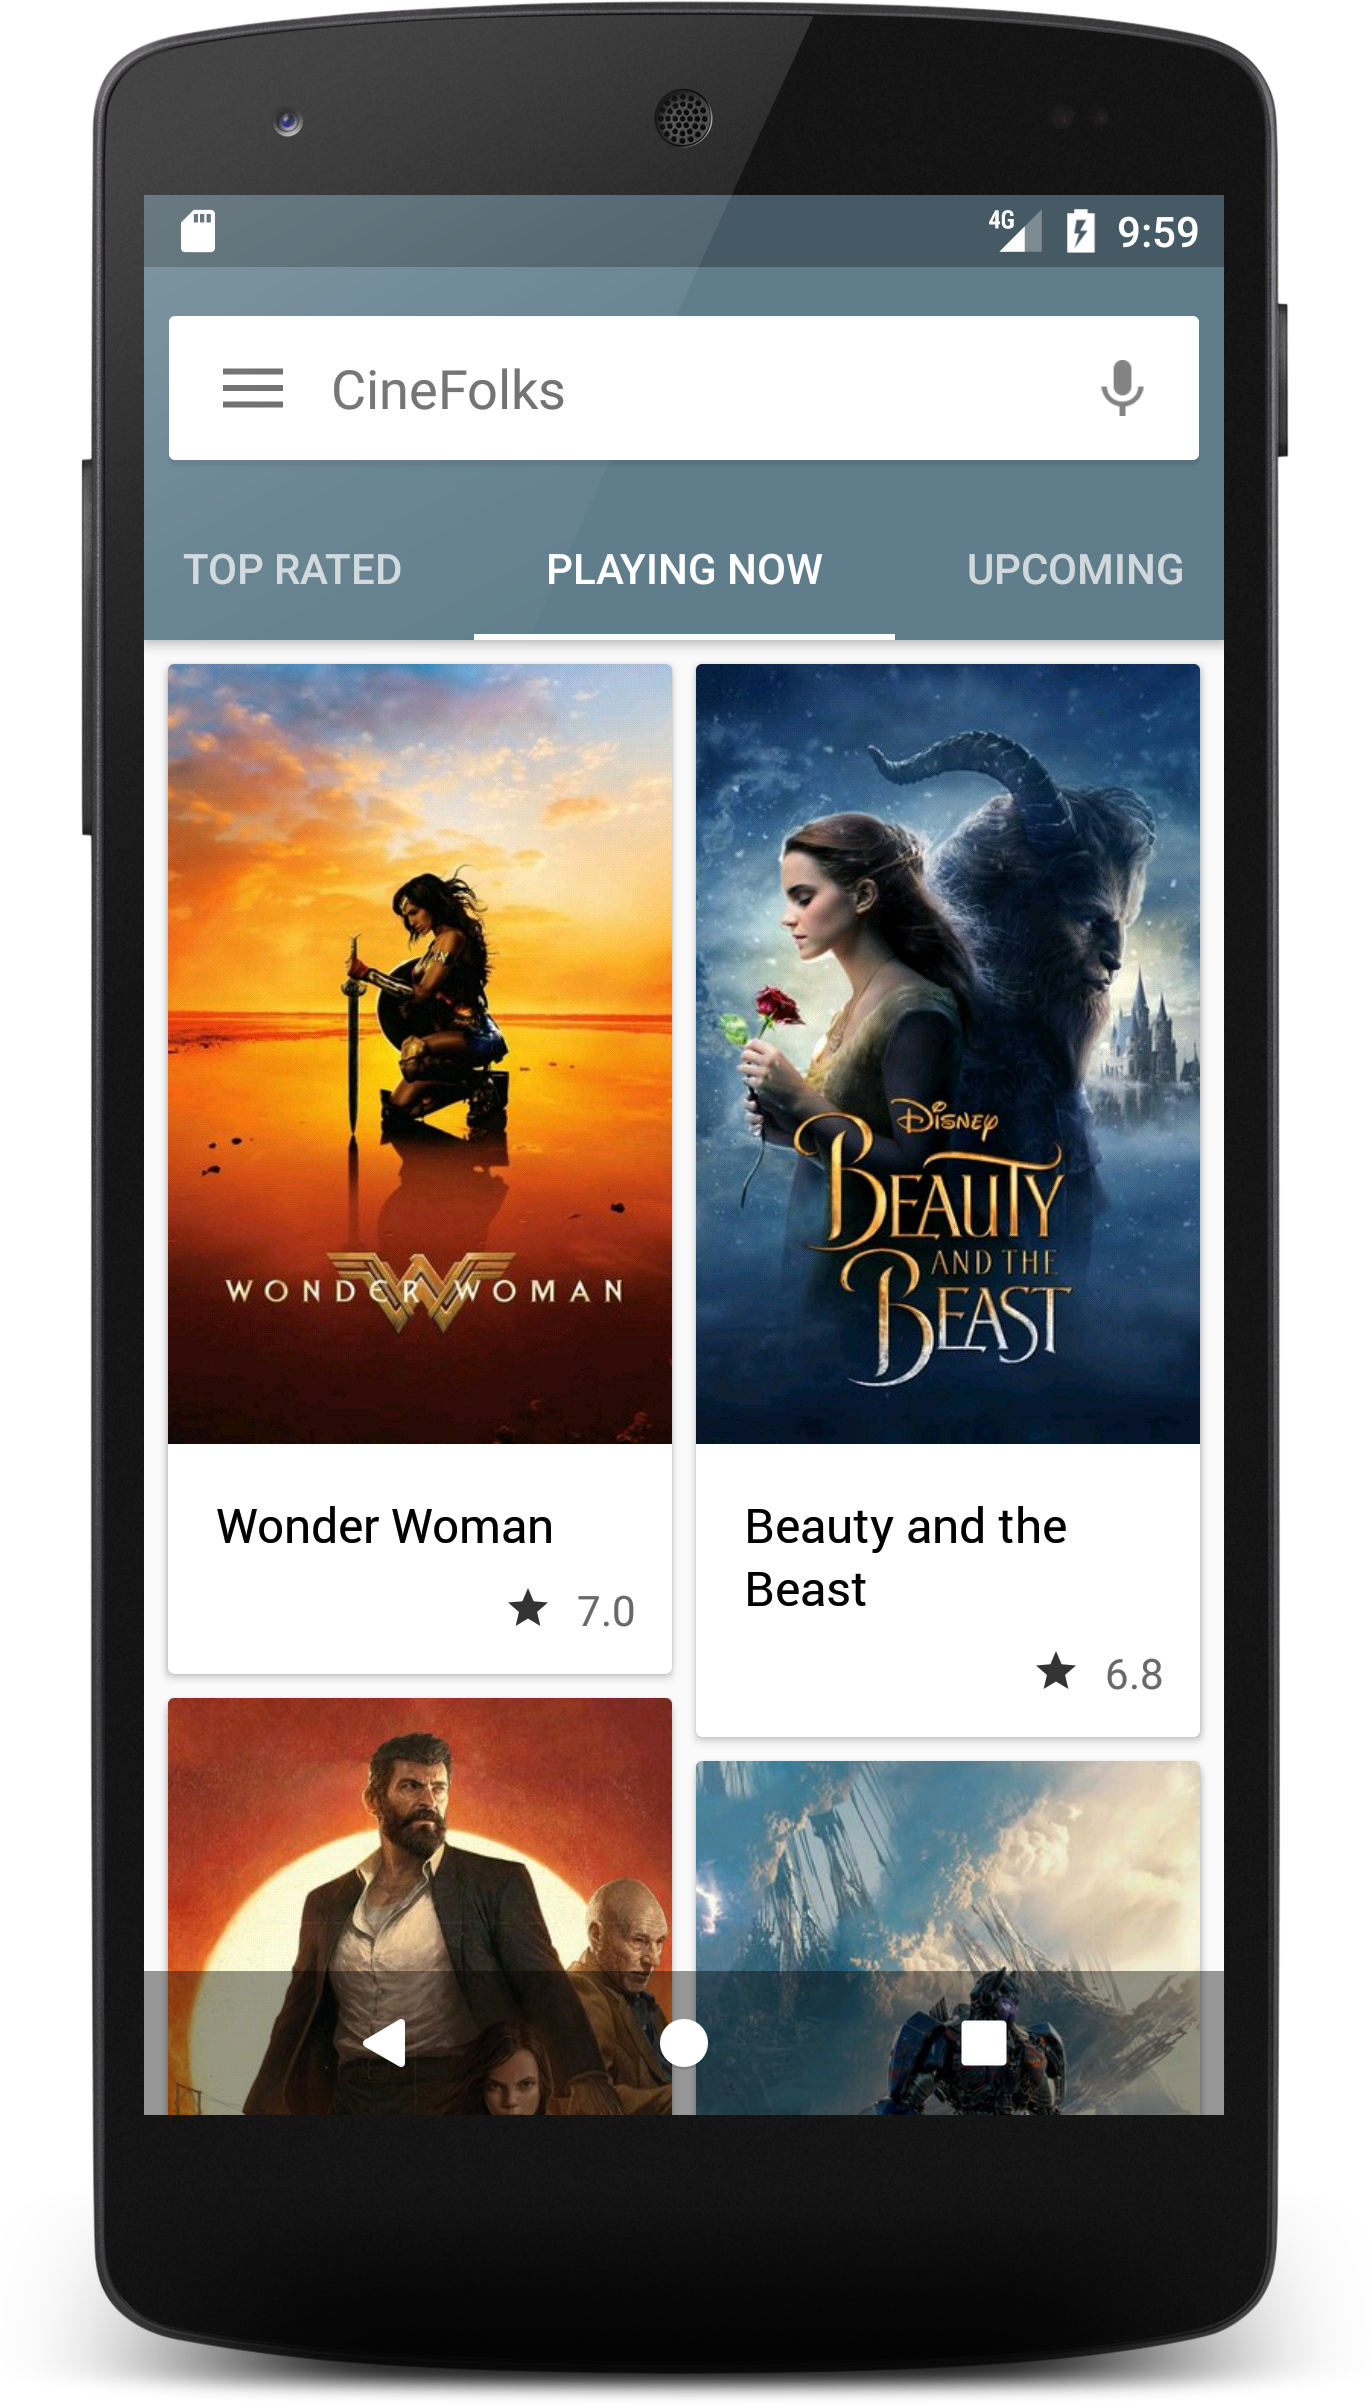 4G 9:59
CineFolks
TOP RATED PLAYING NOW UPCOMING
WONDER WOMAN
DISNEY
BEAUTY
AND THE
BEAST
Wonder Woman
7.0
Beauty and the
Beast
6.8